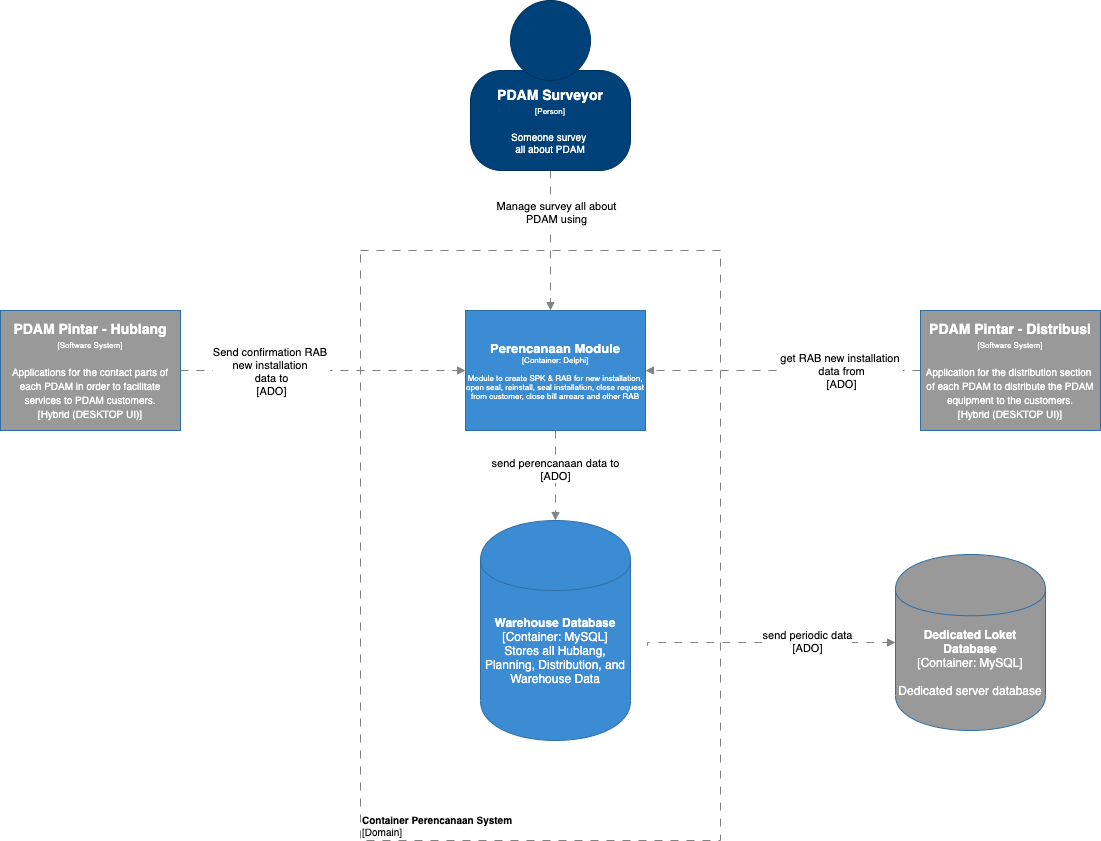 PDAM Surveyor
[Person]
Someone survey
all about PDAM
Manage survey all about
PDAM using
PDAM Pintar - Hublang
[Software System]
Applications for the contact parts of
each PDAM in order to facilitate
services to PDAM customers.
[Hybrid (DESKTOP UI)]
Send confirmation RAB
new installation
data to
[ADO]
Perencanaan Module
[Container: Delphi]
Module to create SPK & RAB for new installation,
open seal, reinstall, seal installation, close request
from customer, close bill arrears and other RAB
get RAB new installation
data from
[ADO]
PDAM Pintar - Distribusi
[Software System]
Application for the distribution section
of each PDAM to distribute the PDAM
equipment to the customers.
[Hybrid (DESKTOP UI)]
send perencanaan data to
[ADO]
Warehouse Database
[Container: MySQL]
Stores all Hublang,
Planning, Distribution, and
Warehouse Data
send periodic data
[ADO]
Dedicated Loket
Database
[Container: MySQL]
Dedicated server database
Container Perencanaan System
[Domain]